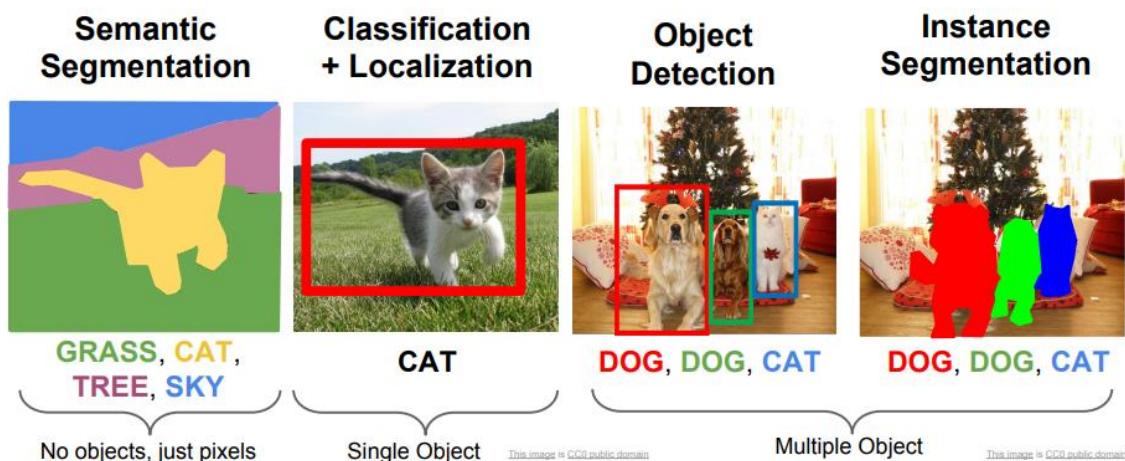 Semantic
Segmentation
Classification
+ Localization
Object
Detection
Instance
Segmentation
GRASS, CAT,
TREE, SKY
CAT
DOG, DOG, CAT
DOG, DOG, CAT
No objects, just pixels
Single Object
This image is CC0 public domain
Multiple Object
This image is CC0 public domain